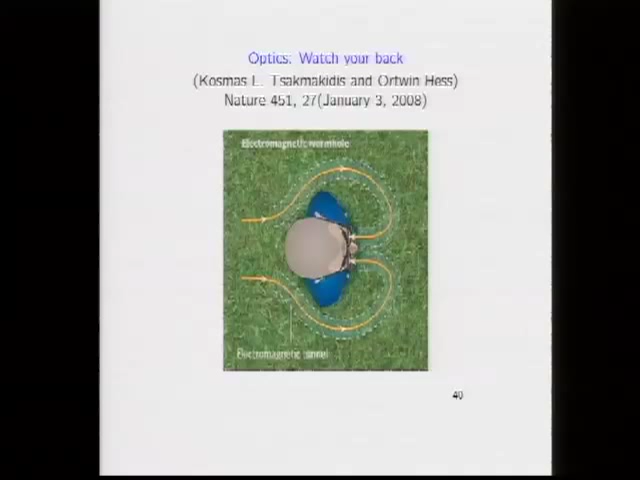 Optics: Watch your back
(Kosmas L. Tsakmakidis and Ortwin Hess)
Nature 451, 27(January 3, 2008)
Electromagnetic wormhole
Electromagnetic tunnel
40